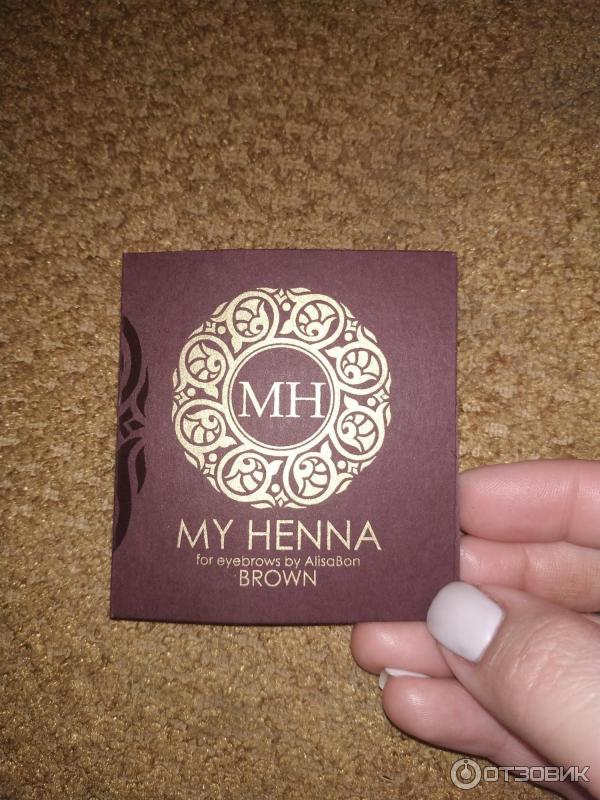 MH
MY HENNA
for eyebrows by AlisaBon
BROWN
ОТЗОВИК